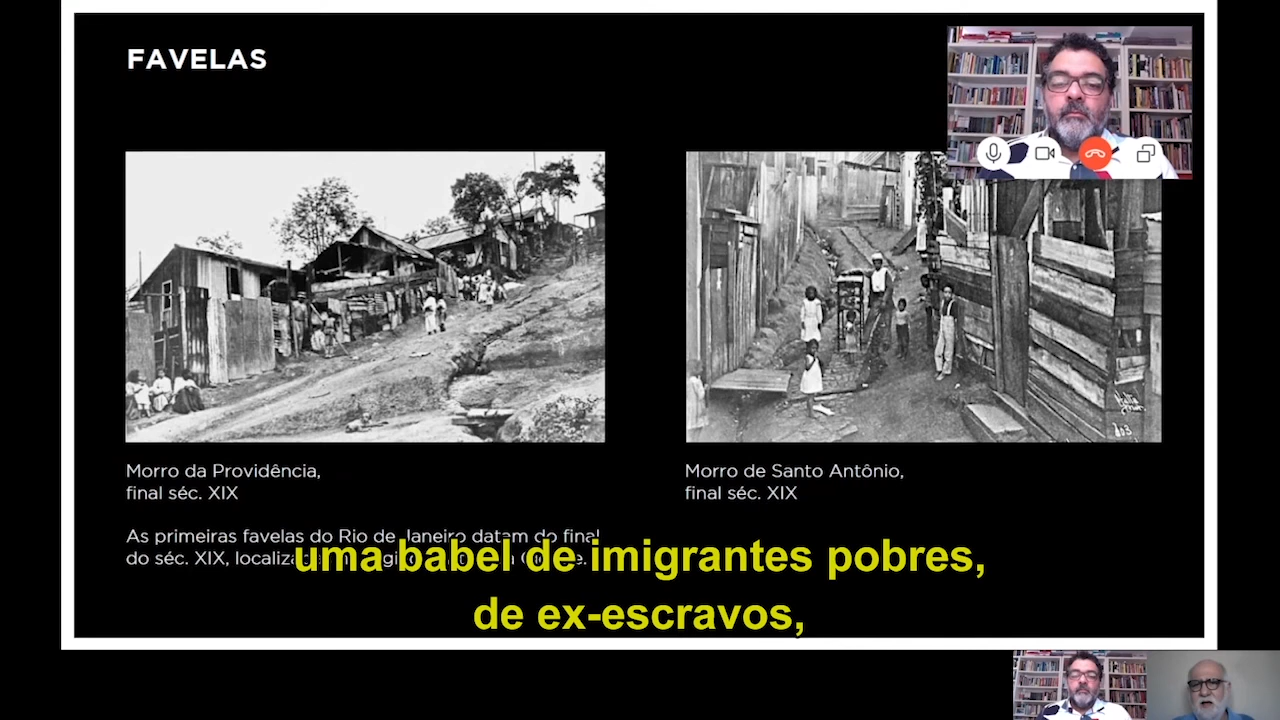 FAVELAS
Morro da Providência,
final séc. XIX
Morro de Santo Antônio,
final séc. XIX
As primeiras favelas do Rio de Janeiro datam do final
do séc. XIX,
uma babel de imigrantes pobres,
de ex-escravos,